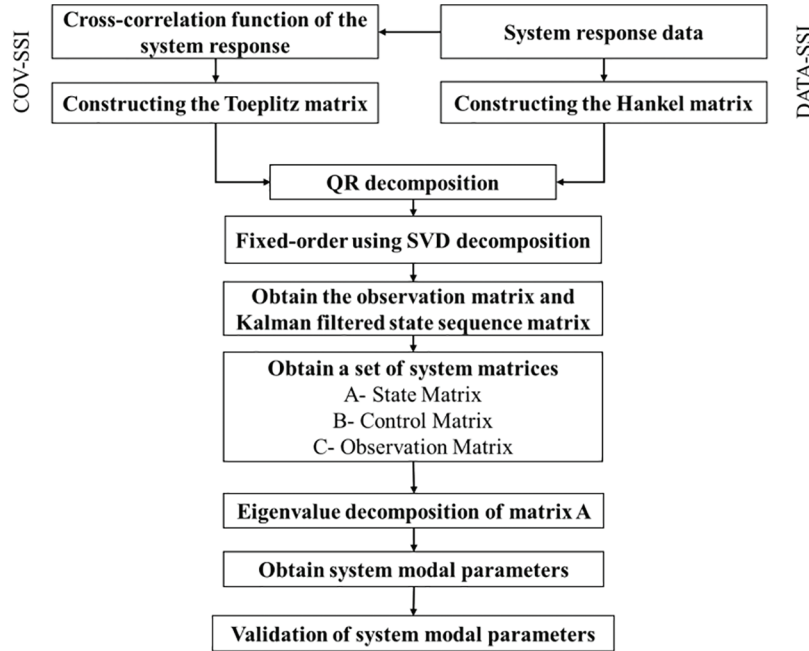 COV-SSI
Cross-correlation function of the
system response
System response data
DATA-SSI
Constructing the Toeplitz matrix
Constructing the Hankel matrix
QR decomposition
Fixed-order using SVD decomposition
Obtain the observation matrix and
Kalman filtered state sequence matrix
Obtain a set of system matrices
A- State Matrix
B- Control Matrix
C- Observation Matrix
Eigenvalue decomposition of matrix A
Obtain system modal parameters
Validation of system modal parameters